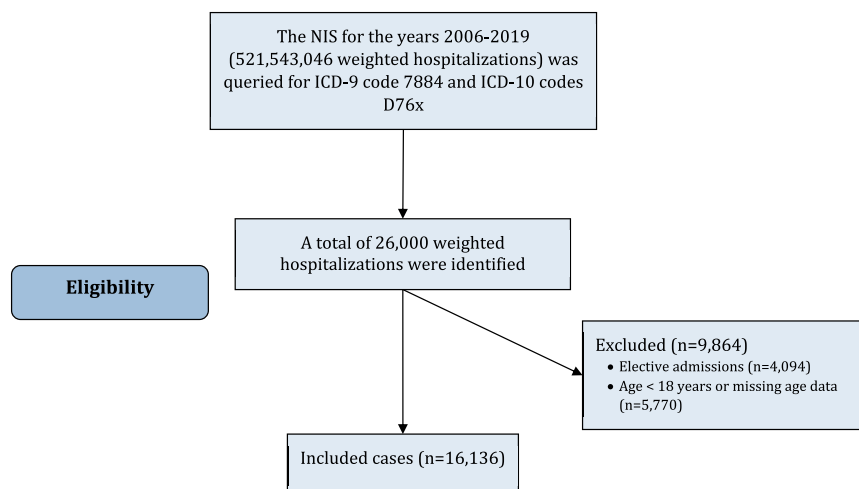 The NIS for the years 2006-2019
(521,543,046 weighted hospitalizations) was
queried for ICD-9 code 7884 and ICD-10 codes
D76x
A total of 26,000 weighted
hospitalizations were identified
Eligibility
Excluded (n=9,864)
• Elective admissions (n=4,094)
• Age < 18 years or missing age data
(n=5,770)
Included cases (n=16,136)